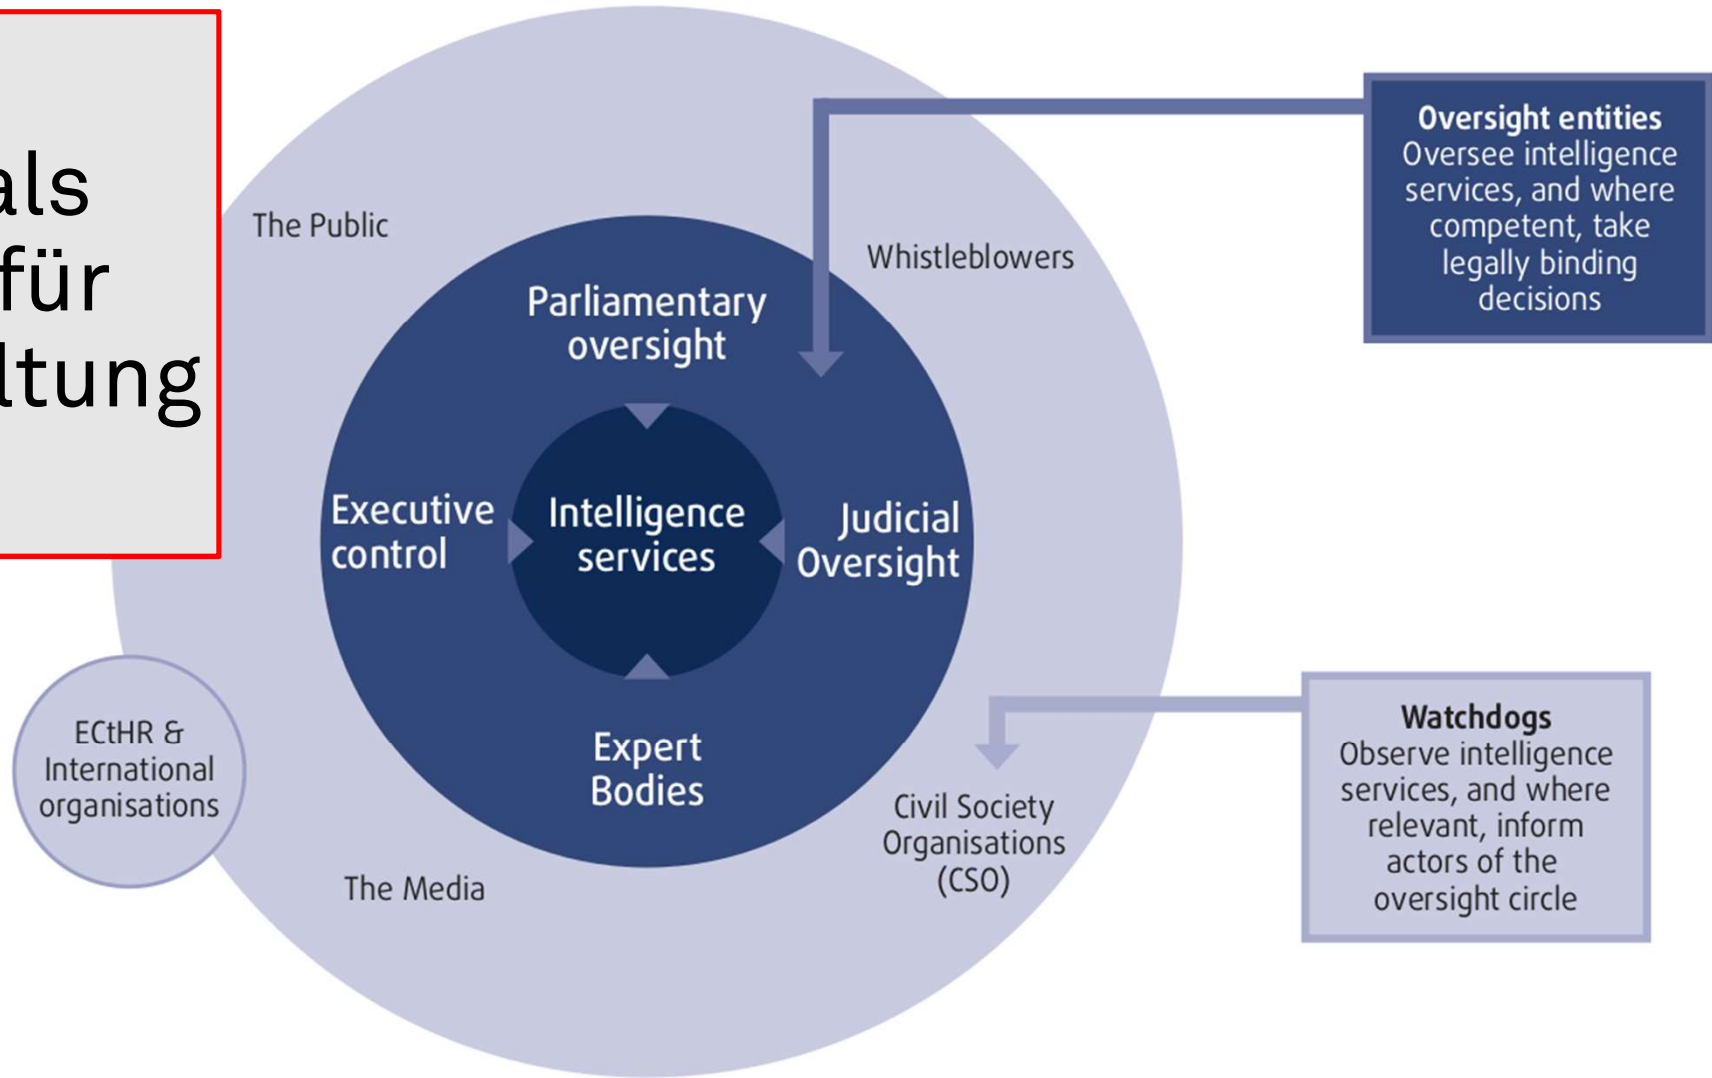 als
für
The Public
Whistleblowers
Parliamentary
oversight
Executive
control
Intelligence
services
Judicial
Oversight
Expert
Bodies
ECtHR &
International
organisations
The Media
Civil Society
Organisations
(CSO)
Oversight entities
Oversee intelligence
services, and where
competent, take
legally binding
decisions
Watchdogs
Observe intelligence
services, and where
relevant, inform
actors of the
oversight circle